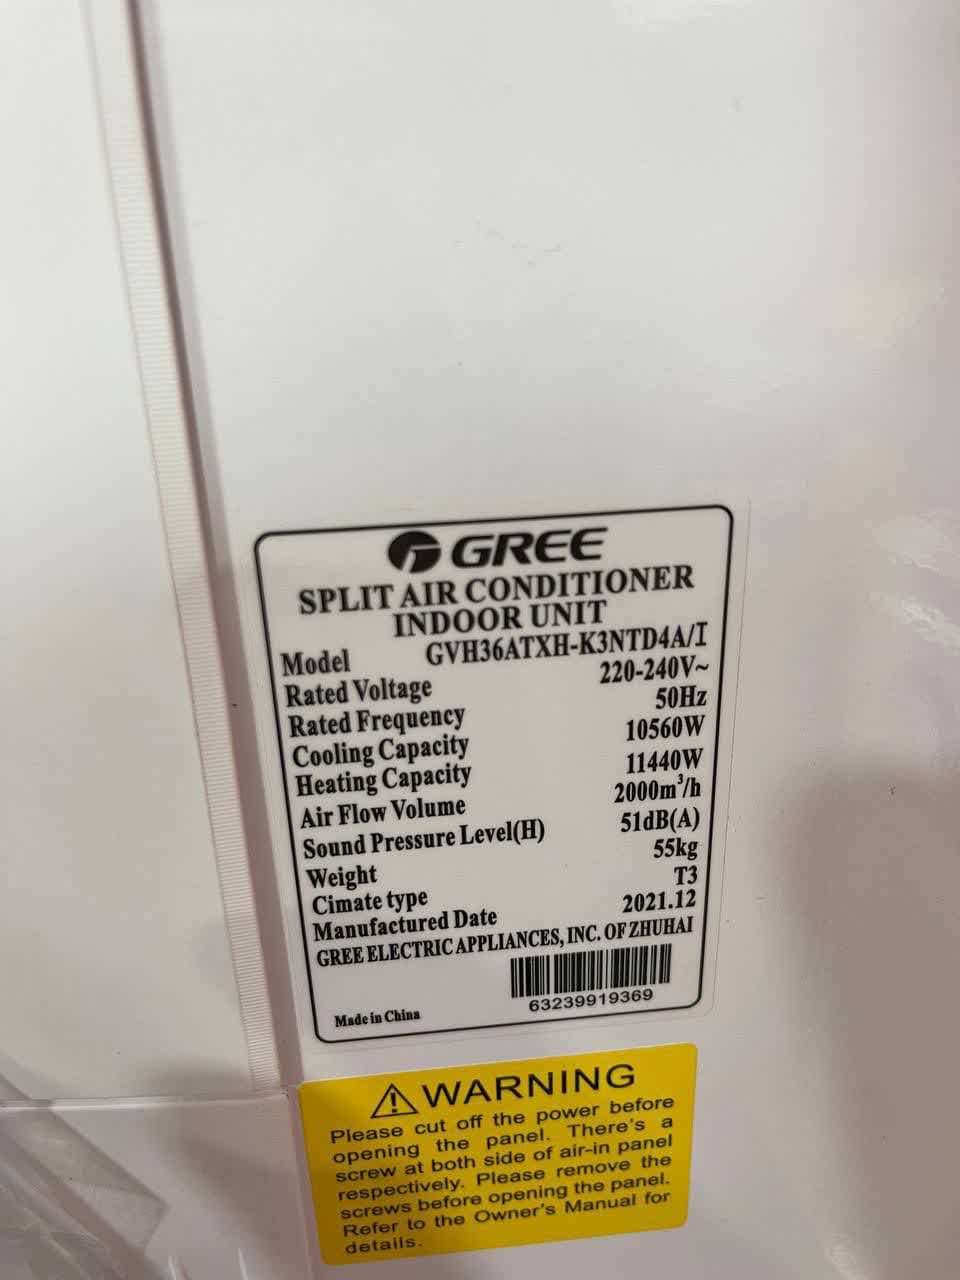 GREE
SPLIT AIR CONDITIONER
INDOOR UNIT
Model GVH36ATXH-K3NTD4A/I
Rated Voltage 220-240V~
Rated Frequency 50Hz
Cooling Capacity 10560W
Heating Capacity 11440W
Air Flow Volume 2000m³/h
Sound Pressure Level(H) 51dB(A)
Weight 55kg
Cimate type T3
Manufactured Date 2021.12
GREE ELECTRIC APPLIANCES, INC. OF ZHUHAI
63239919369
Made in China
WARNING
Please cut off the power before
opening the panel. There's a
screw at both side of air-in panel
respectively. Please remove the
screws before opening the panel.
Refer to the Owner's Manual for
details.